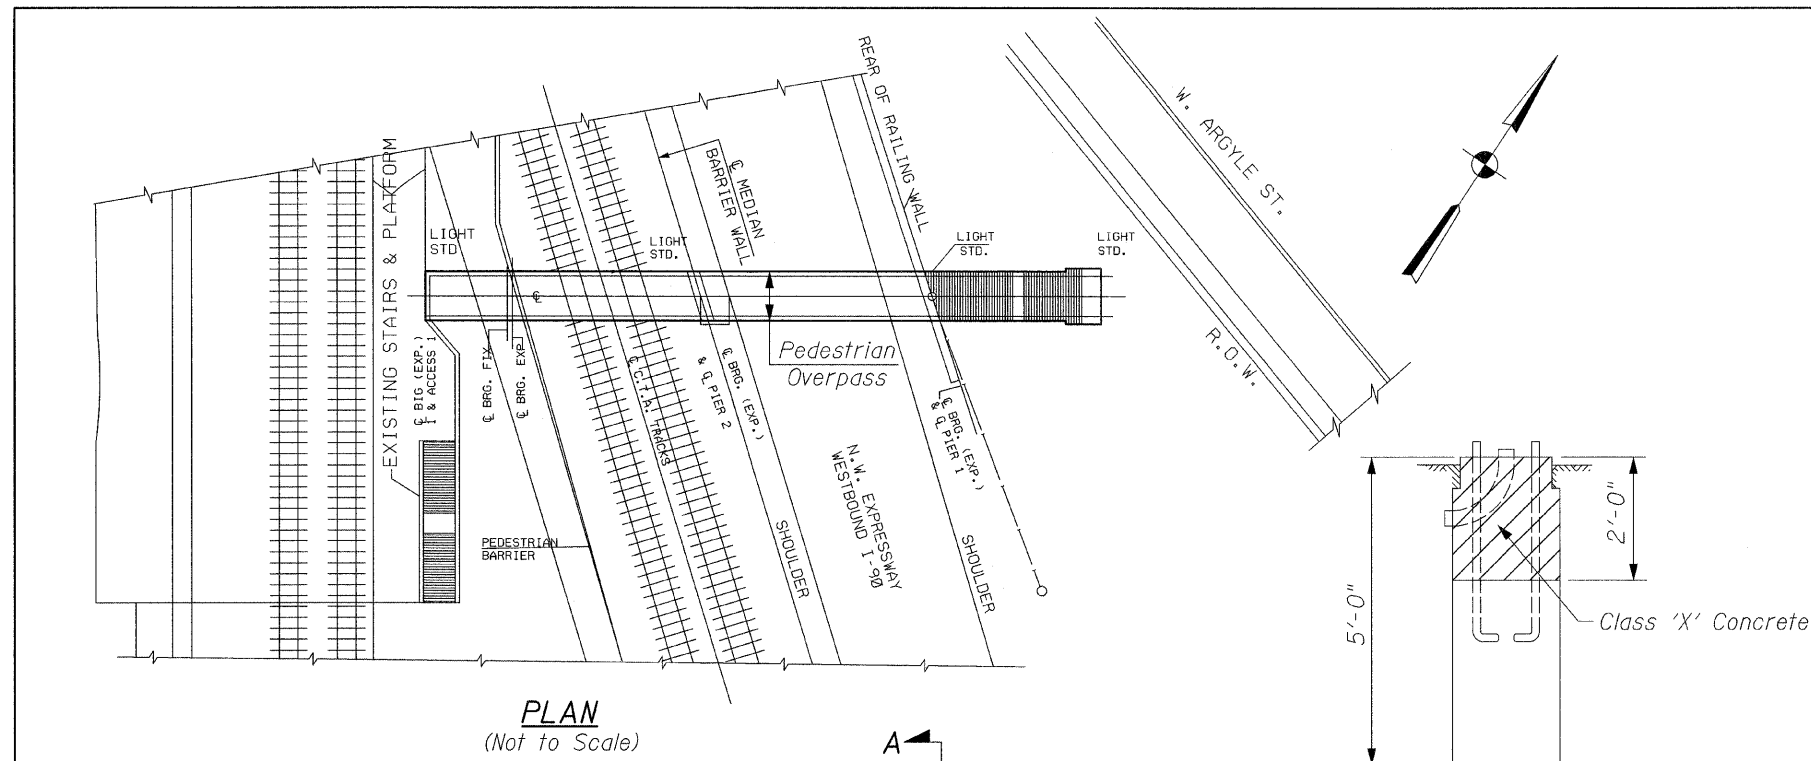 REAR OF RAILING WALL
W. ARGYLE ST.
R.O.W.
EXISTING STAIRS & PLATFORM
℄ MEDIAN
BARRIER WALL
LIGHT
STD.
LIGHT
STD.
LIGHT
STD.
LIGHT
STD.
℄
Pedestrian
Overpass
℄ BIG (EXP.)
1 & ACCESS 1
℄ BRG. FIX.
℄ BRG. EXP.
℄ C.T.A. TRACKS
℄ BRG. (EXP.)
& ℄ PIER 2
℄ BRG. (EXP.)
& ℄ PIER 1
N.W. EXPRESSWAY
WESTBOUND I-90
SHOULDER
SHOULDER
PEDESTRIAN
BARRIER
PLAN
(Not to Scale)
A
5'-0"
2'-0"
Class 'X' Concrete